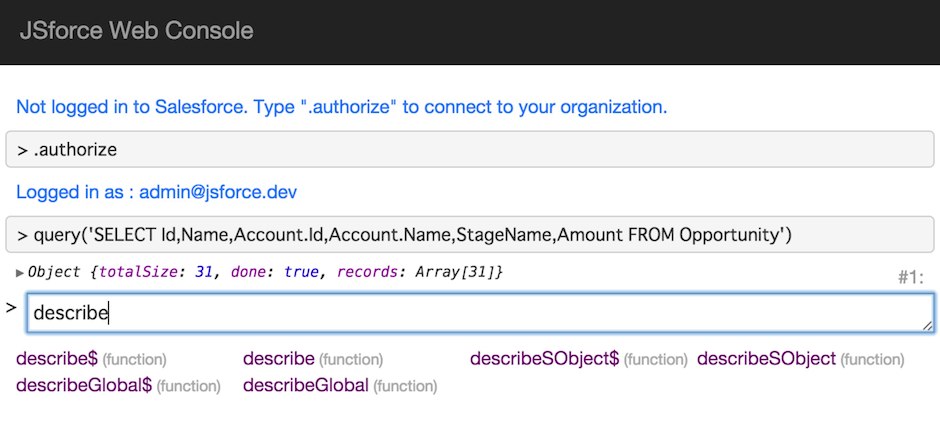 JSforce Web Console
Not logged in to Salesforce. Type ".authorize" to connect to your organization.
> .authorize
Logged in as : admin@jsforce.dev
> query('SELECT Id,Name,Account.Id,Account.Name,StageName,Amount FROM Opportunity')
▶Object {totalSize: 31, done: true, records: Array[31]}
#1:
> describe
describe$ (function) describe (function) describeSObject$ (function) describeSObject (function)
describeGlobal$ (function) describeGlobal (function)